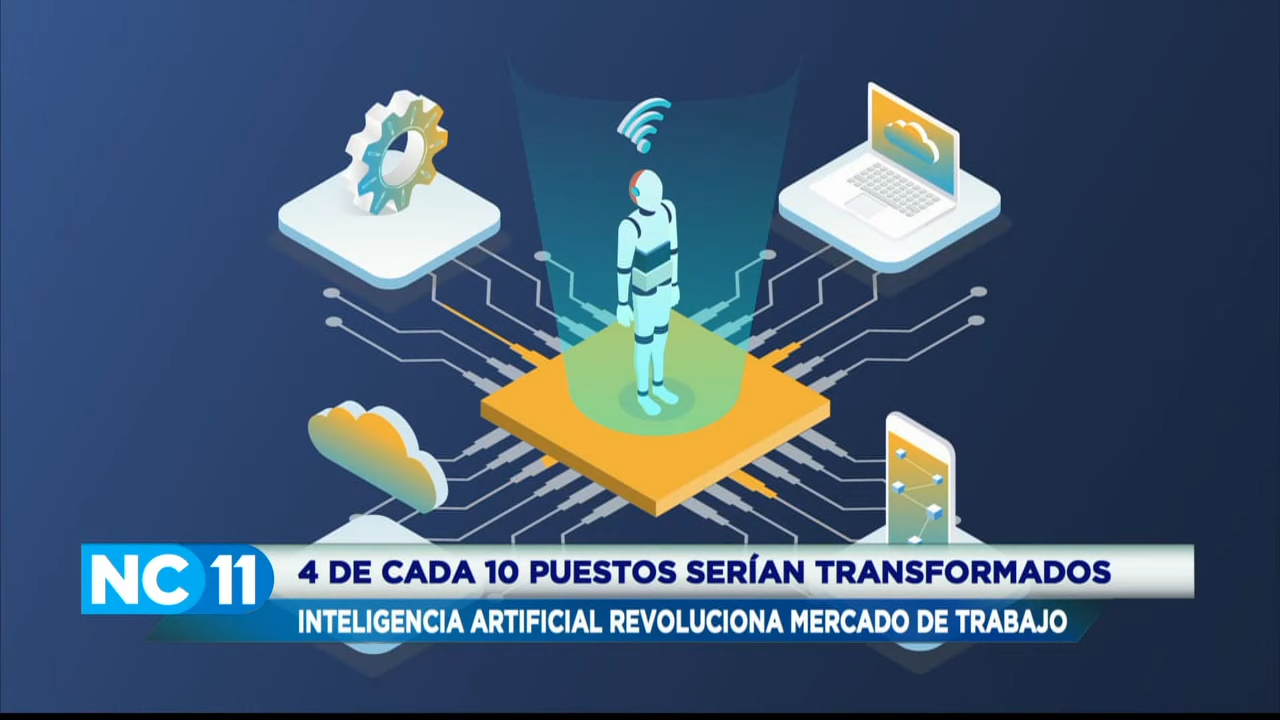 NC 11
4 DE CADA 10 PUESTOS SERÍAN TRANSFORMADOS
INTELIGENCIA ARTIFICIAL REVOLUCIONA MERCADO DE TRABAJO